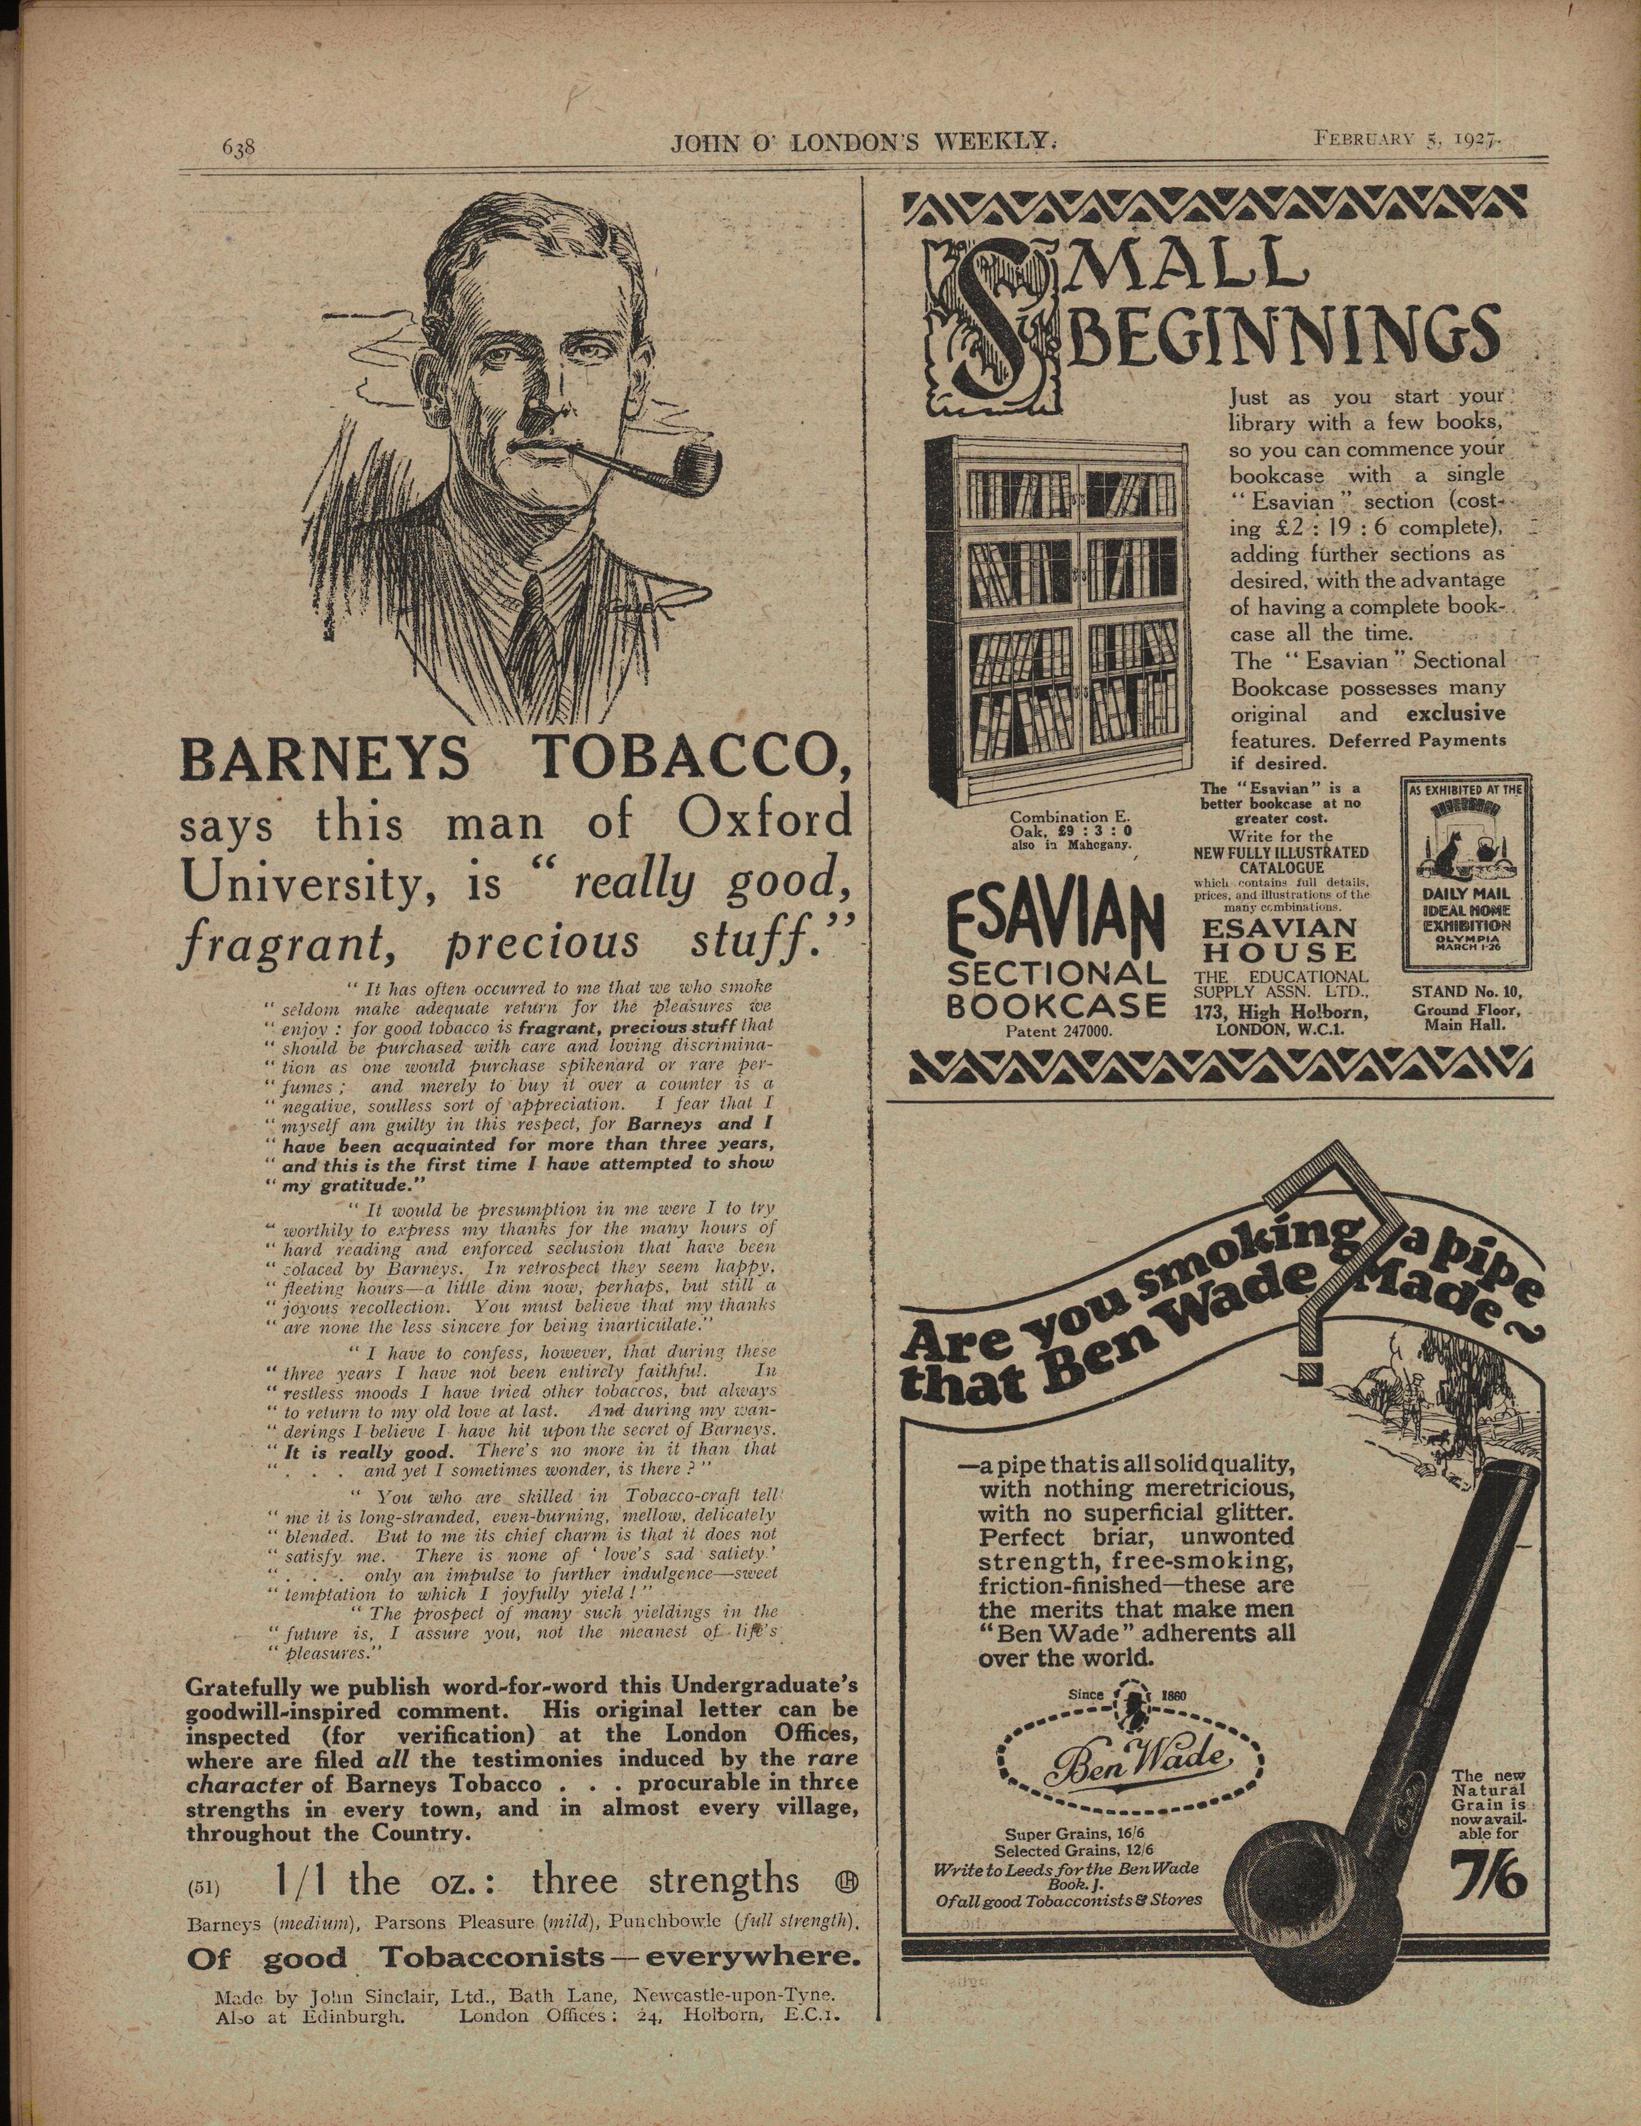 638
JOHN O' LONDON'S WEEKLY.
FEBRUARY 5, 1927.
BARNEYS TOBACCO,
says this man of Oxford
University, is “really good,
fragrant, precious stuff.”
“It has often occurred to me that we who smoke
“seldom make adequate return for the pleasures we
“enjoy: for good tobacco is fragrant, precious stuff that
“should be purchased with care and loving discrimina-
“tion as one would purchase spikenard or rare per-
“fumes; and merely to buy it over a counter is a
“negative, soulless sort of appreciation. I fear that I
“myself am guilty in this respect, for Barneys and I
“have been acquainted for more than three years,
“and this is the first time I have attempted to show
“my gratitude.”
“It would be presumption in me were I to try
“worthily to express my thanks for the many hours of
“hard reading and enforced seclusion that have been
“solaced by Barneys. In retrospect they seem happy,
“fleeting hours—a little dim now, perhaps, but still a
“joyous recollection. You must believe that my thanks
“are none the less sincere for being inarticulate.”
“I have to confess, however, that during these
“three years I have not been entirely faithful. In
“restless moods I have tried other tobaccos, but always
“to return to my old love at last. And during my wan-
“derings I believe I have hit upon the secret of Barneys.
“It is really good. There's no more in it than that
“. . . and yet I sometimes wonder, is there?”
“You who are skilled in Tobacco-craft tell
“me it is long-stranded, even-burning, mellow, delicately
“blended. But to me its chief charm is that it does not
“satisfy me. There is none of ‘love's sad satiety’
“. . . only an impulse to further indulgence—sweet
“temptation to which I joyfully yield!”
“The prospect of many such yieldings in the
“future is, I assure you, not the meanest of life's
“pleasures.”
Gratefully we publish word-for-word this Undergraduate's
goodwill-inspired comment. His original letter can be
inspected (for verification) at the London Offices,
where are filed all the testimonies induced by the rare
character of Barneys Tobacco . . . procurable in three
strengths in every town, and in almost every village,
throughout the Country.
(51) 1/1 the oz.: three strengths
Barneys (medium), Parsons Pleasure (mild), Punchbowle (full strength).
Of good Tobacconists—everywhere.
Made by John Sinclair, Ltd., Bath Lane, Newcastle-upon-Tyne.
Also at Edinburgh. London Offices: 24, Holborn, E.C.1.
SMALL
BEGINNINGS
Just as you start your
library with a few books,
so you can commence your
bookcase with a single
“Esavian” section (cost-
ing £2 : 19 : 6 complete),
adding further sections as
desired, with the advantage
of having a complete book-
case all the time.
The “Esavian” Sectional
Bookcase possesses many
original and exclusive
features. Deferred Payments
if desired.
Combination E.
Oak, £9 : 3 : 0
also in Mahogany.
ESAVIAN
SECTIONAL
BOOKCASE
Patent 247000.
The “Esavian” is a
better bookcase at no
greater cost.
Write for the
NEW FULLY ILLUSTRATED
CATALOGUE
which contains full details,
prices, and illustrations of the
many combinations.
ESAVIAN
HOUSE
THE EDUCATIONAL
SUPPLY ASSN. LTD.,
173, High Holborn,
LONDON, W.C.1.
AS EXHIBITED AT THE
DAILY MAIL
IDEAL HOME
EXHIBITION
OLYMPIA
MARCH 1-26
STAND No. 10,
Ground Floor,
Main Hall.
Are you smoking a pipe
that Ben Wade Made~?
—a pipe that is all solid quality,
with nothing meretricious,
with no superficial glitter.
Perfect briar, unwonted
strength, free-smoking,
friction-finished—these are
the merits that make men
“Ben Wade” adherents all
over the world.
Since 1860
Ben Wade
Super Grains, 16/6
Selected Grains, 12/6
Write to Leeds for the Ben Wade
Book. J.
Of all good Tobacconists & Stores
The new
Natural
Grain is
now avail-
able for
7/6